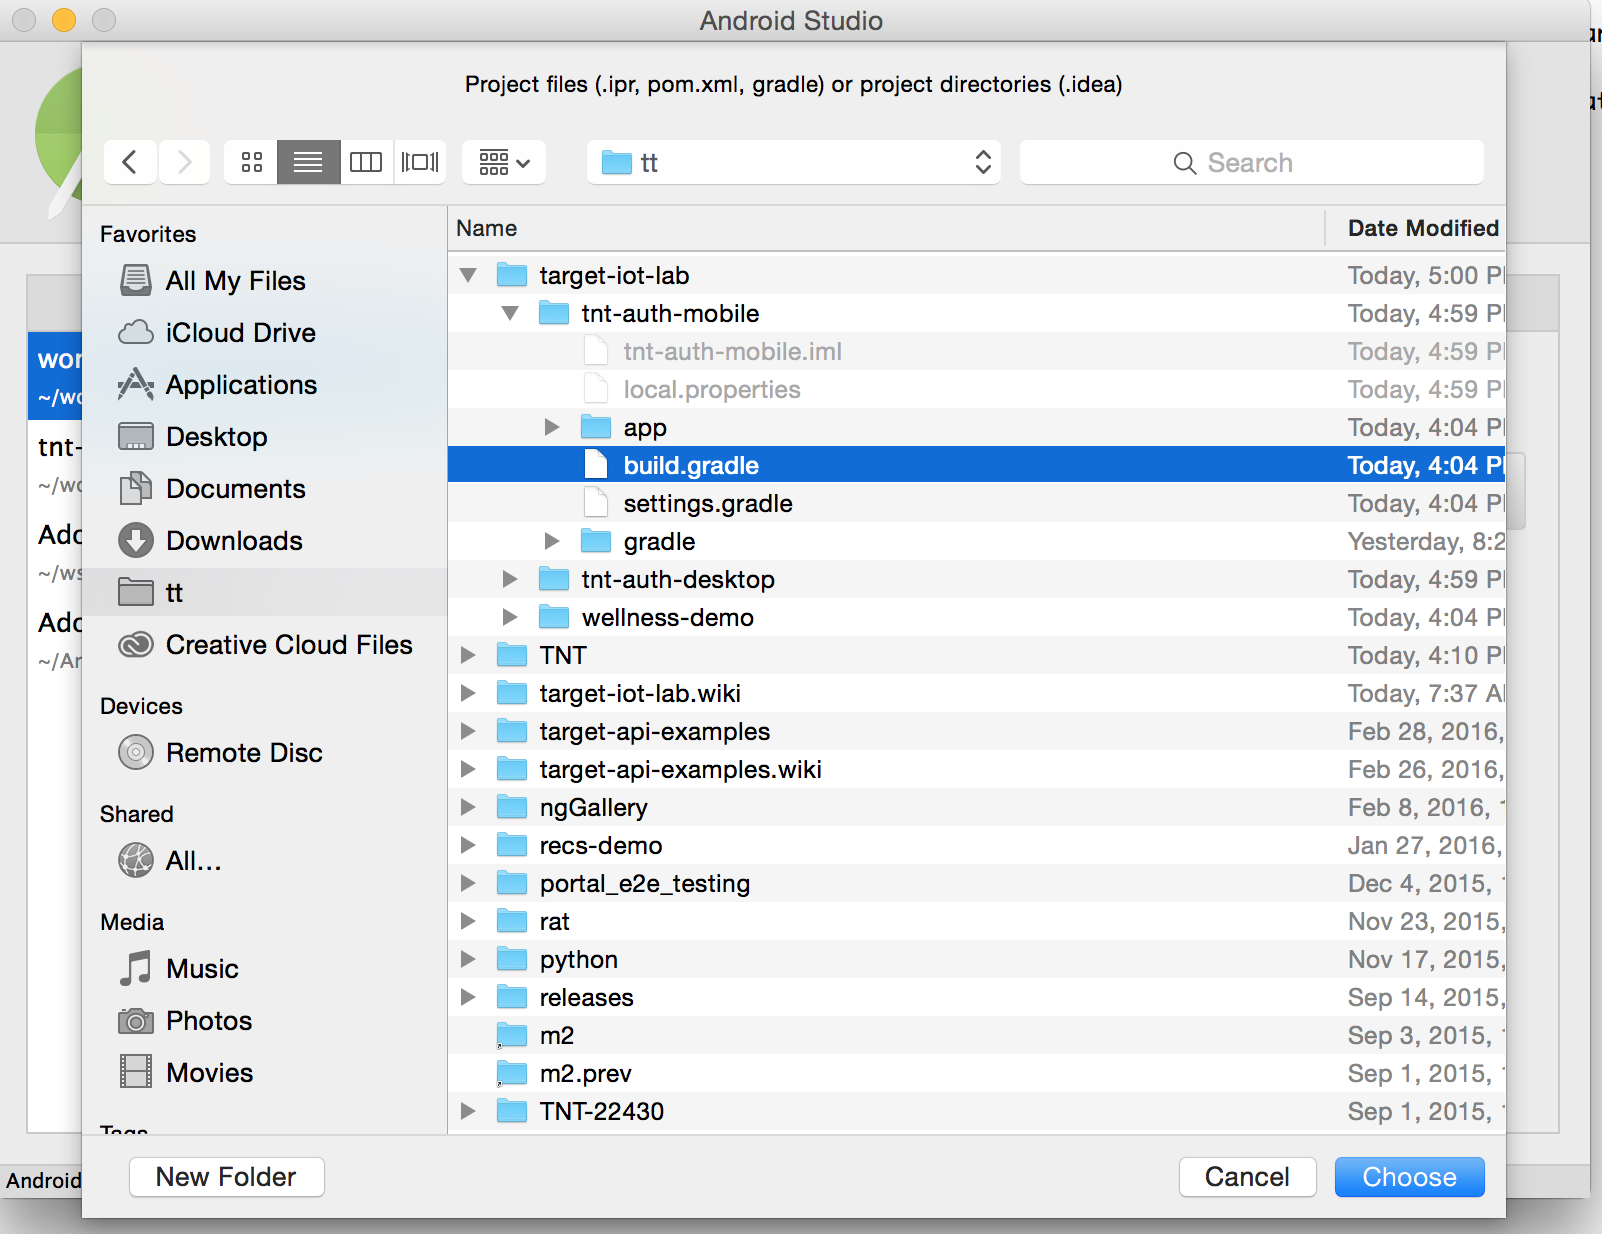 Android Studio
Project files (.ipr, pom.xml, gradle) or project directories (.idea)
tt
Search
Favorites
All My Files
iCloud Drive
Applications
Desktop
Documents
Downloads
tt
Creative Cloud Files
Devices
Remote Disc
Shared
All...
Media
Music
Photos
Movies
Tags
Name Date Modified
target-iot-lab Today, 5:00 P
tnt-auth-mobile Today, 4:59 P
tnt-auth-mobile.iml Today, 4:59 P
local.properties Today, 4:59 P
app Today, 4:04 P
build.gradle Today, 4:04 P
settings.gradle Today, 4:04 P
gradle Yesterday, 8:2
tnt-auth-desktop Today, 4:59 P
wellness-demo Today, 4:04 P
TNT Today, 4:10 P
target-iot-lab.wiki Today, 7:37 A
target-api-examples Feb 28, 2016,
target-api-examples.wiki Feb 26, 2016,
ngGallery Feb 8, 2016,
recs-demo Jan 27, 2016,
portal_e2e_testing Dec 4, 2015,
rat Nov 23, 2015,
python Nov 17, 2015,
releases Sep 14, 2015,
m2 Sep 3, 2015,
m2.prev Sep 1, 2015,
TNT-22430 Sep 1, 2015,
wor
~/wo
tnt-
~/wo
Ado
~/ws
Ado
~/Ar
Android
New Folder
Cancel
Choose